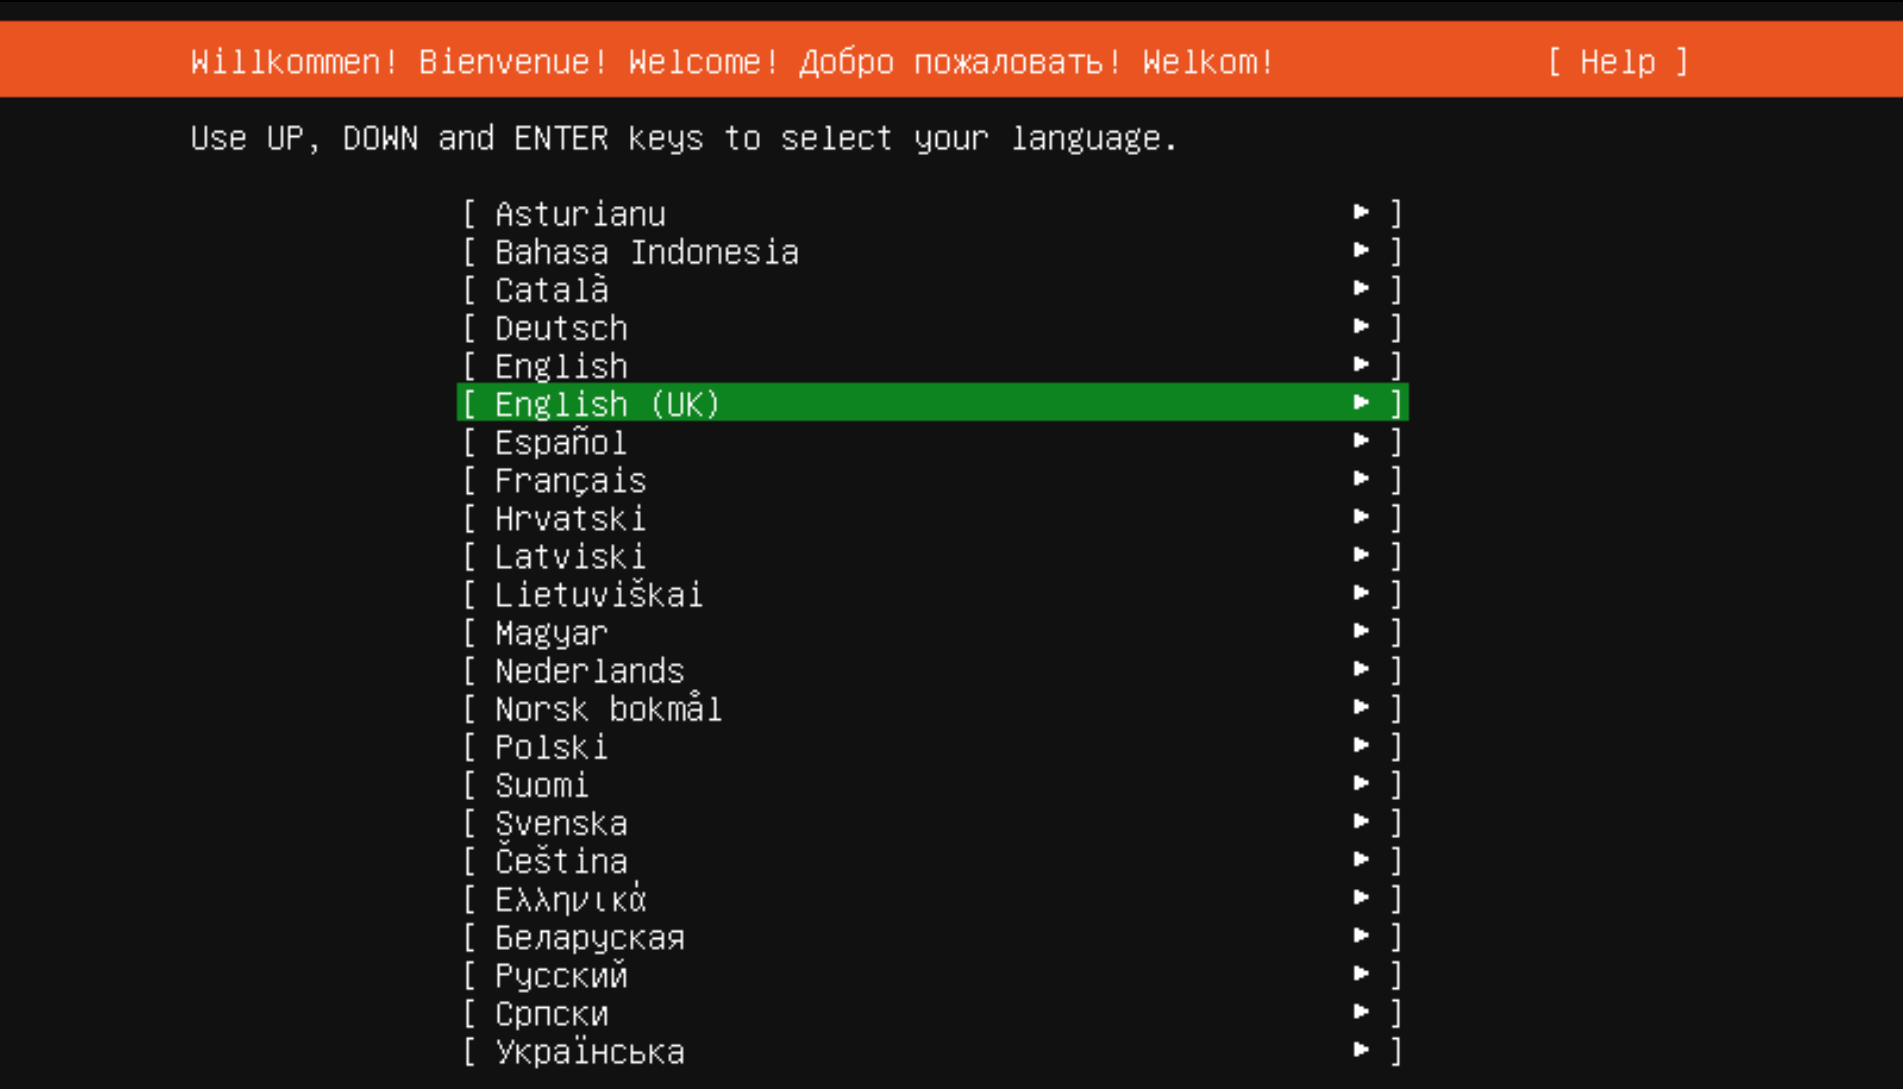 Willkommen! Bienvenue! Welcome! Добро пожаловать! Welkom! [ Help ]
Use UP, DOWN and ENTER keys to select your language.
[ Asturianu ▸ ]
[ Bahasa Indonesia ▸ ]
[ Català ▸ ]
[ Deutsch ▸ ]
[ English ▸ ]
[ English (UK) ▸ ]
[ Español ▸ ]
[ Français ▸ ]
[ Hrvatski ▸ ]
[ Latviski ▸ ]
[ Lietuviškai ▸ ]
[ Magyar ▸ ]
[ Nederlands ▸ ]
[ Norsk bokmål ▸ ]
[ Polski ▸ ]
[ Suomi ▸ ]
[ Svenska ▸ ]
[ Čeština ▸ ]
[ Ελληνικά ▸ ]
[ Беларуская ▸ ]
[ Русский ▸ ]
[ Српски ▸ ]
[ Українська ▸ ]